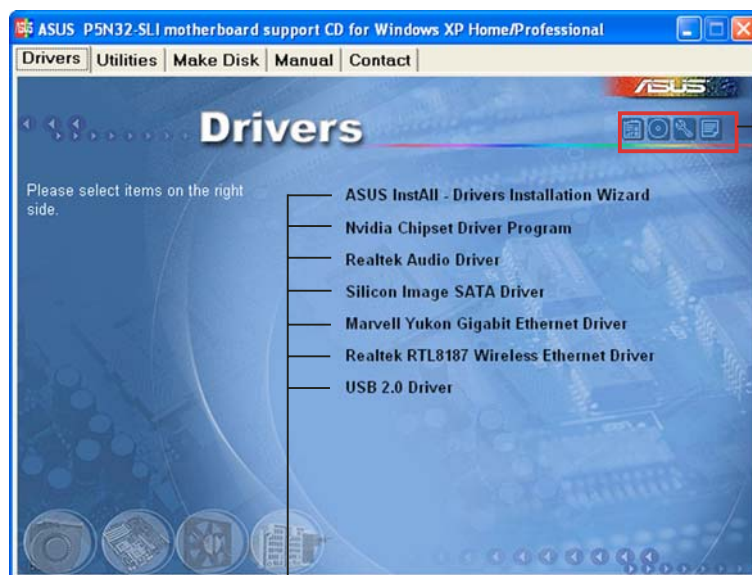 ASUS P5N32-SLI motherboard support CD for Windows XP Home/Professional
Drivers Utilities Make Disk Manual Contact
ASUS
Drivers
Please select items on the right
side.
ASUS InstAll - Drivers Installation Wizard
Nvidia Chipset Driver Program
Realtek Audio Driver
Silicon Image SATA Driver
Marvell Yukon Gigabit Ethernet Driver
Realtek RTL8187 Wireless Ethernet Driver
USB 2.0 Driver